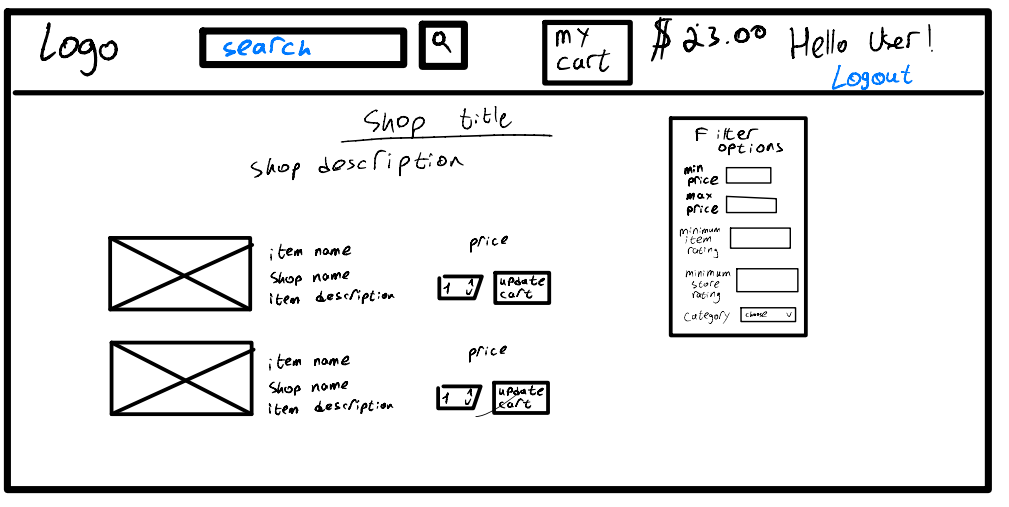 Logo
search
my
cart
$ 23.00
Hello User!
Logout
Shop title
Shop description
item name
price
Shop name
item description
1
update
cart
item name
price
Shop name
item description
1
update
cart
Filter
options
min
price
max
price
minimum
item
rating
minimum
store
rating
category
choose